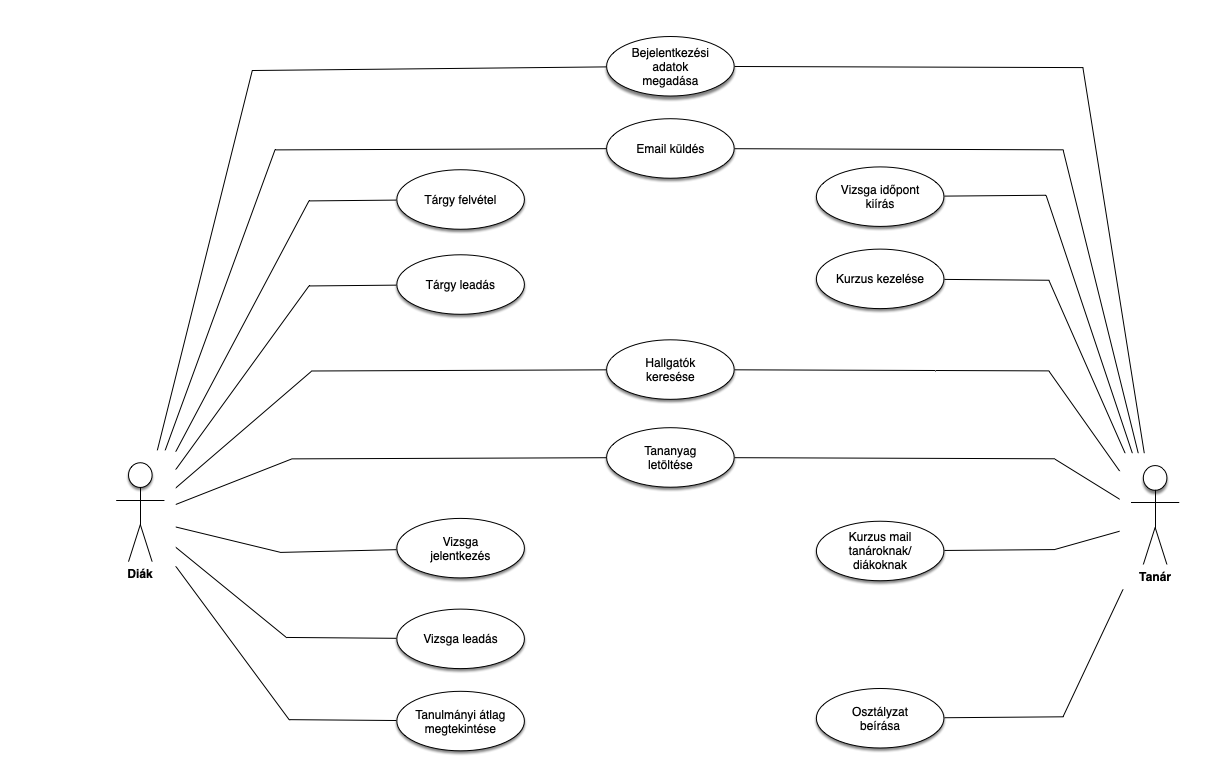 Bejelentkezési
adatok
megadása
Email küldés
Tárgy felvétel
Vizsga időpont
kiírás
Tárgy leadás
Kurzus kezelése
Hallgatók
keresése
Tananyag
letöltése
Diák
Tanár
Vizsga
jelentkezés
Kurzus mail
tanároknak/
diákoknak
Vizsga leadás
Tanulmányi átlag
megtekintése
Osztályzat
beírása